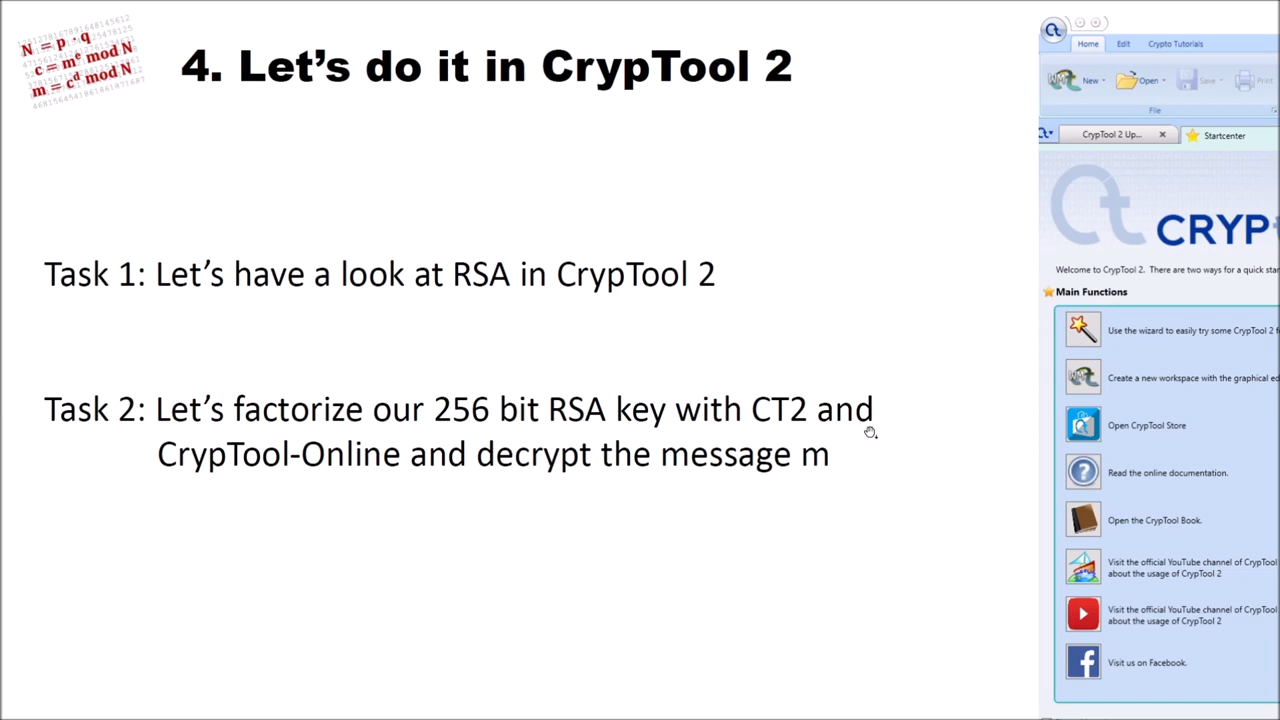 N = p · q
c = mᵉ mod N
m = cᵈ mod N
4. Let's do it in CrypTool 2
Task 1: Let's have a look at RSA in CrypTool 2
Task 2: Let's factorize our 256 bit RSA key with CT2 and
CrypTool-Online and decrypt the message m
Home Edit Crypto Tutorials
New Open Save Print
File
CrypTool 2 Up... Startcenter
CRYP
Welcome to CrypTool 2. There are two ways for a quick star
Main Functions
Use the wizard to easily try some CrypTool 2 f
Create a new workspace with the graphical ed
Open CrypTool Store
Read the online documentation.
Open the CrypTool Book.
Visit the official YouTube channel of CrypTool
about the usage of CrypTool 2
Visit the official YouTube channel of CrypTool
about the usage of CrypTool 2
Visit us on Facebook.